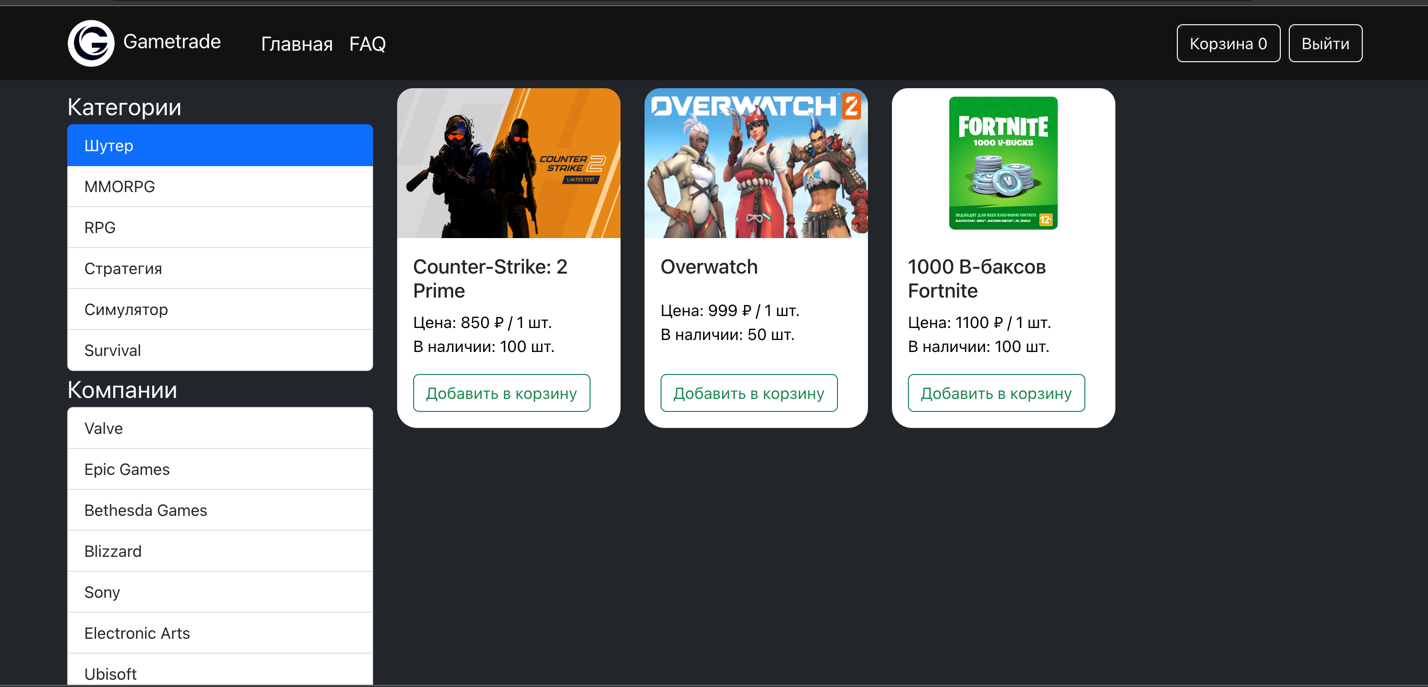 Gametrade
Главная
FAQ
Корзина 0
Выйти
Категории
Шутер
MMORPG
RPG
Стратегия
Симулятор
Survival
Компании
Valve
Epic Games
Bethesda Games
Blizzard
Sony
Electronic Arts
Ubisoft
COUNTER
STRIKE 2
LIMITED TEST
Counter-Strike: 2
Prime
Цена: 850 ₽ / 1 шт.
В наличии: 100 шт.
Добавить в корзину
OVERWATCH 2
Overwatch
Цена: 999 ₽ / 1 шт.
В наличии: 50 шт.
Добавить в корзину
FORTNITE
1000 V-BUCKS
12+
1000 В-баксов
Fortnite
Цена: 1100 ₽ / 1 шт.
В наличии: 100 шт.
Добавить в корзину